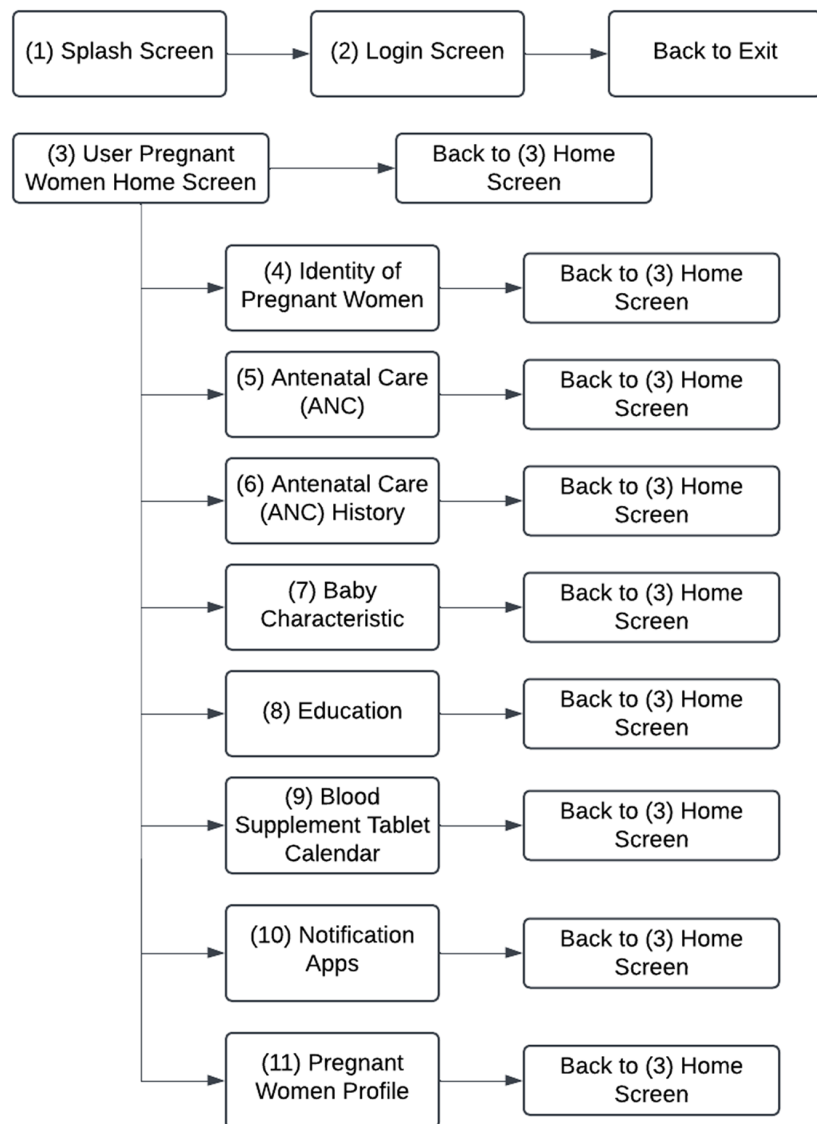 (1) Splash Screen
(2) Login Screen
Back to Exit
(3) User Pregnant
Women Home Screen
Back to (3) Home
Screen
(4) Identity of
Pregnant Women
Back to (3) Home
Screen
(5) Antenatal Care
(ANC)
Back to (3) Home
Screen
(6) Antenatal Care
(ANC) History
Back to (3) Home
Screen
(7) Baby
Characteristic
Back to (3) Home
Screen
(8) Education
Back to (3) Home
Screen
(9) Blood
Supplement Tablet
Calendar
Back to (3) Home
Screen
(10) Notification
Apps
Back to (3) Home
Screen
(11) Pregnant
Women Profile
Back to (3) Home
Screen